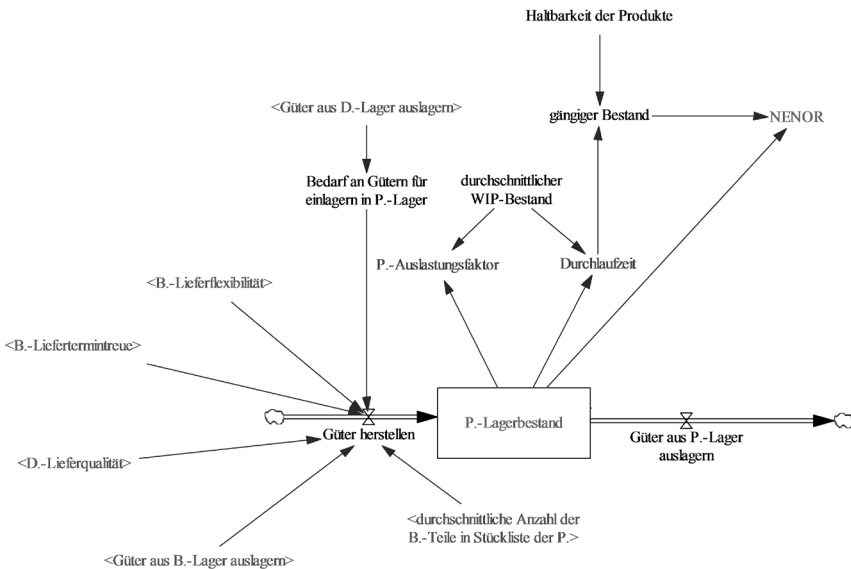 Haltbarkeit der Produkte
<Güter aus D.-Lager auslagern>
gängiger Bestand
NENOR
Bedarf an Gütern für
einlagern in P.-Lager
durchschnittlicher
WIP-Bestand
P.-Auslastungsfaktor
Durchlaufzeit
<B.-Lieferflexibilität>
<B.-Liefertermintreue>
P.-Lagerbestand
Güter herstellen
Güter aus P.-Lager
auslagern
<D.-Lieferqualität>
<durchschnittliche Anzahl der
B.-Teile in Stückliste der P.>
<Güter aus B.-Lager auslagern>